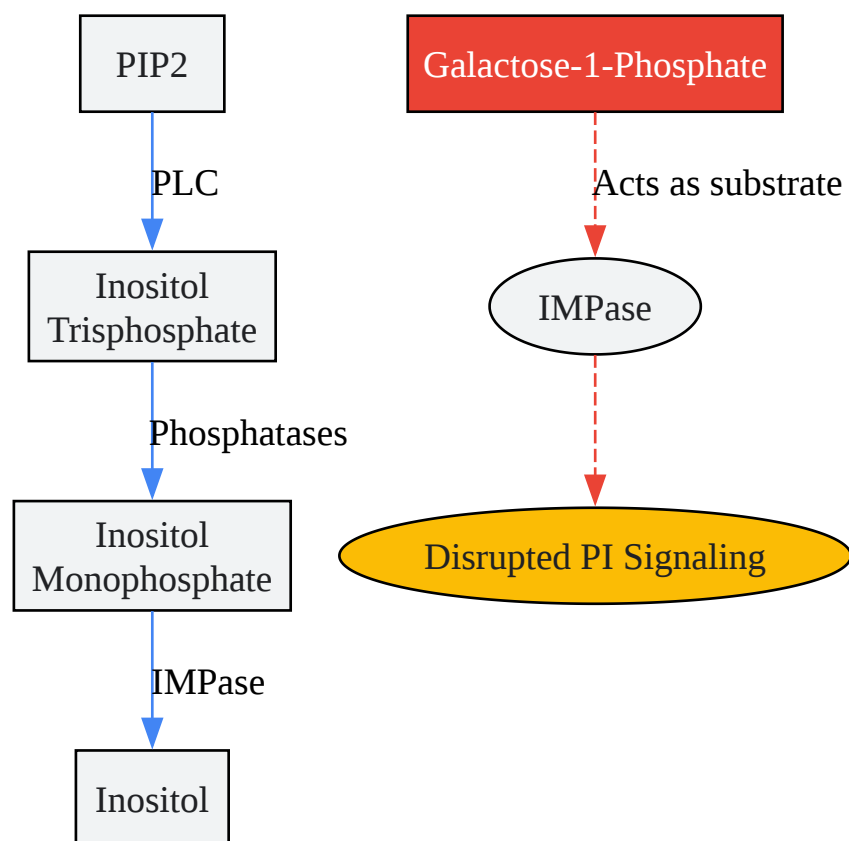 PIP2
Galactose-1-Phosphate
PLC
Acts as substrate
Inositol
Trisphosphate
IMPase
Phosphatases
Inositol
Monophosphate
Disrupted PI Signaling
IMPase
Inositol